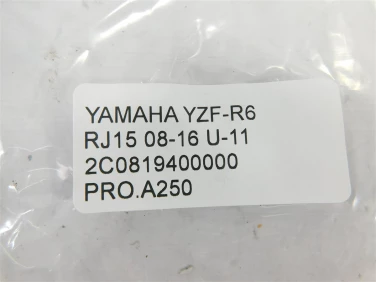 YAMAHA YZF-R6
RJ15 08-16 U-11
2C0819400000
PRO.A250